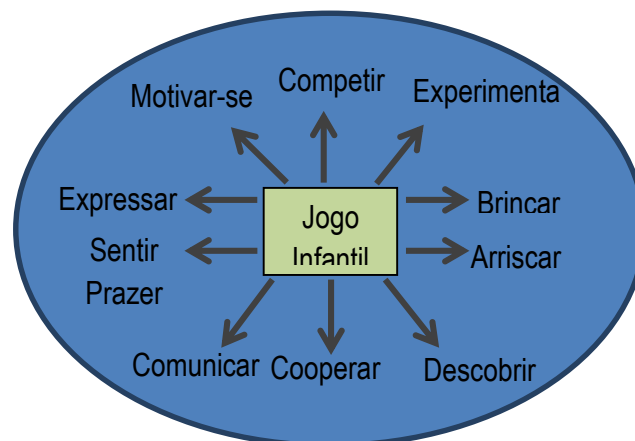 Motivar-se
Competir
Experimenta
Expressar
Jogo
Infantil
Brincar
Sentir
Prazer
Arriscar
Comunicar
Cooperar
Descobrir